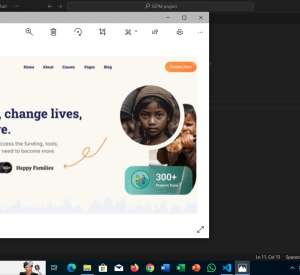 GPM project
Home About Causes Pages Blog
Donate Now
, change lives,
ve.
ccess the funding, tools,
need to become more.
Happy Families
300+
Projects Done
Ln 11, Col 13 Spaces